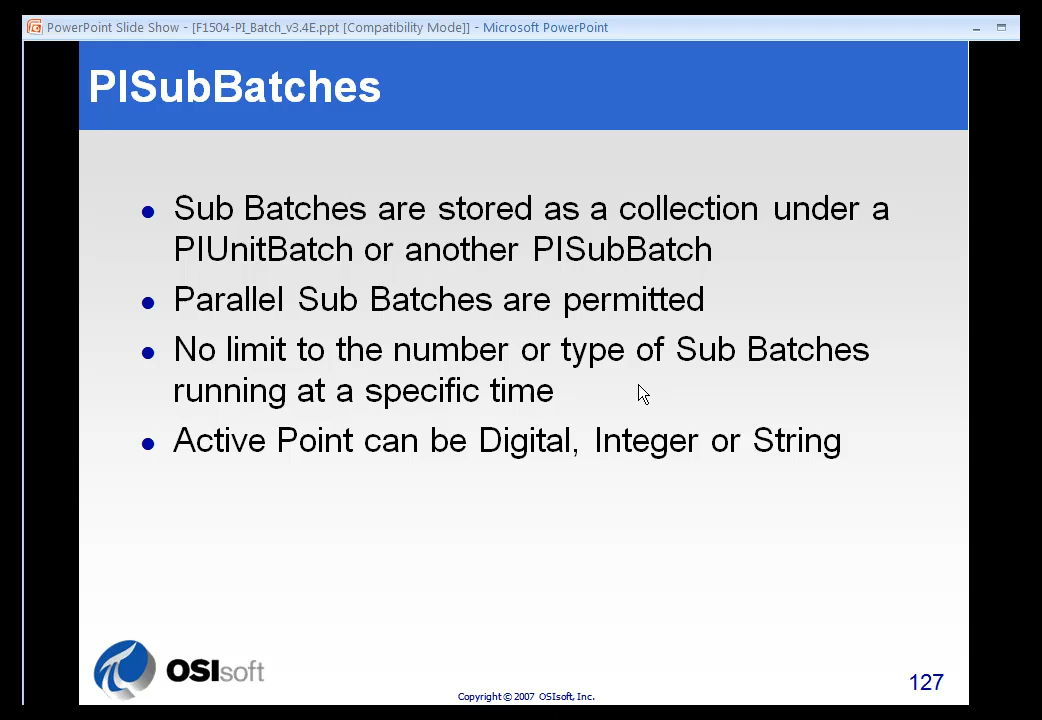 PowerPoint Slide Show - [F1504-PI_Batch_v3.4E.ppt [Compatibility Mode]] - Microsoft PowerPoint
PISubBatches
• Sub Batches are stored as a collection under a
PIUnitBatch or another PISubBatch
• Parallel Sub Batches are permitted
• No limit to the number or type of Sub Batches
running at a specific time
• Active Point can be Digital, Integer or String
OSIsoft
Copyright © 2007 OSIsoft, Inc.
127